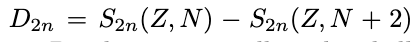 D_{2n} = S_{2n}(Z, N) − S_{2n}(Z, N + 2)